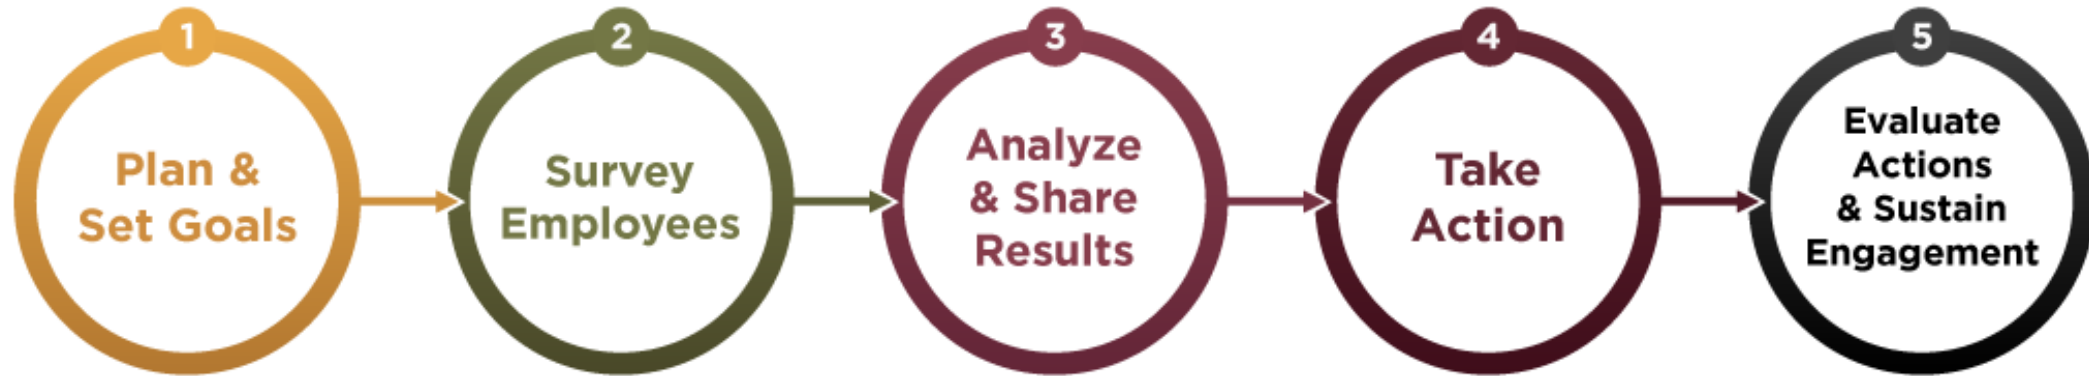 1
Plan &
Set Goals
2
Survey
Employees
3
Analyze
& Share
Results
4
Take
Action
5
Evaluate
Actions
& Sustain
Engagement